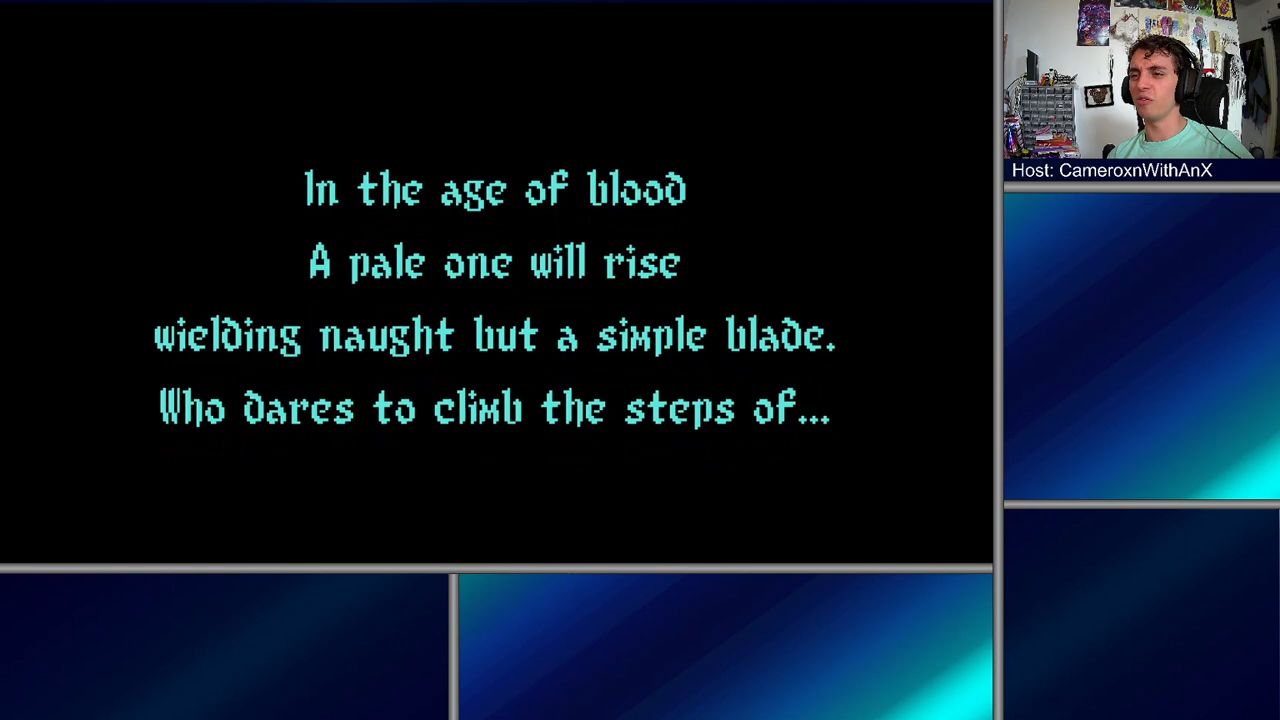 In the age of blood
A pale one will rise
wielding naught but a simple blade.
Who dares to climb the steps of...
Host: CameroxnWithAnX